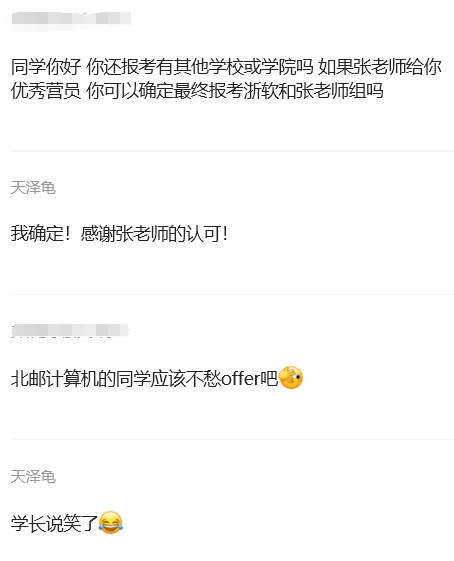 同学你好 你还报考有其他学校或学院吗 如果张老师给你
优秀营员 你可以确定最终报考浙软和张老师组吗
天泽龟
我确定！感谢张老师的认可！
北邮计算机的同学应该不愁offer吧
天泽龟
学长说笑了